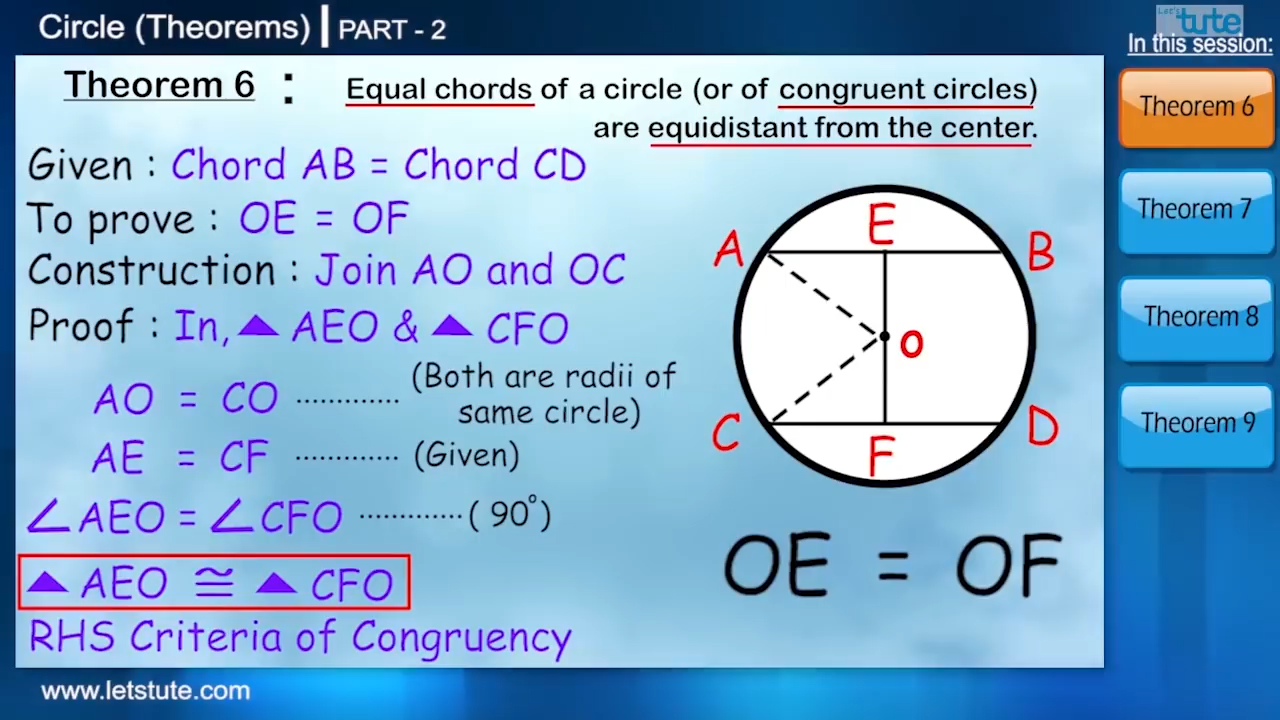 Circle (Theorems) | PART - 2
Let's
tute
In this session:
Theorem 6 : Equal chords of a circle (or of congruent circles)
are equidistant from the center.
Given : Chord AB = Chord CD
To prove : OE = OF
Construction : Join AO and OC
Proof : In, ▲ AEO & ▲ CFO
AO = CO ............. (Both are radii of
same circle)
AE = CF ............. (Given)
∠AEO = ∠CFO ............. ( 90° )
▲ AEO ≅ ▲ CFO
RHS Criteria of Congruency
A
E
B
O
C
F
D
OE = OF
Theorem 6
Theorem 7
Theorem 8
Theorem 9
www.letstute.com